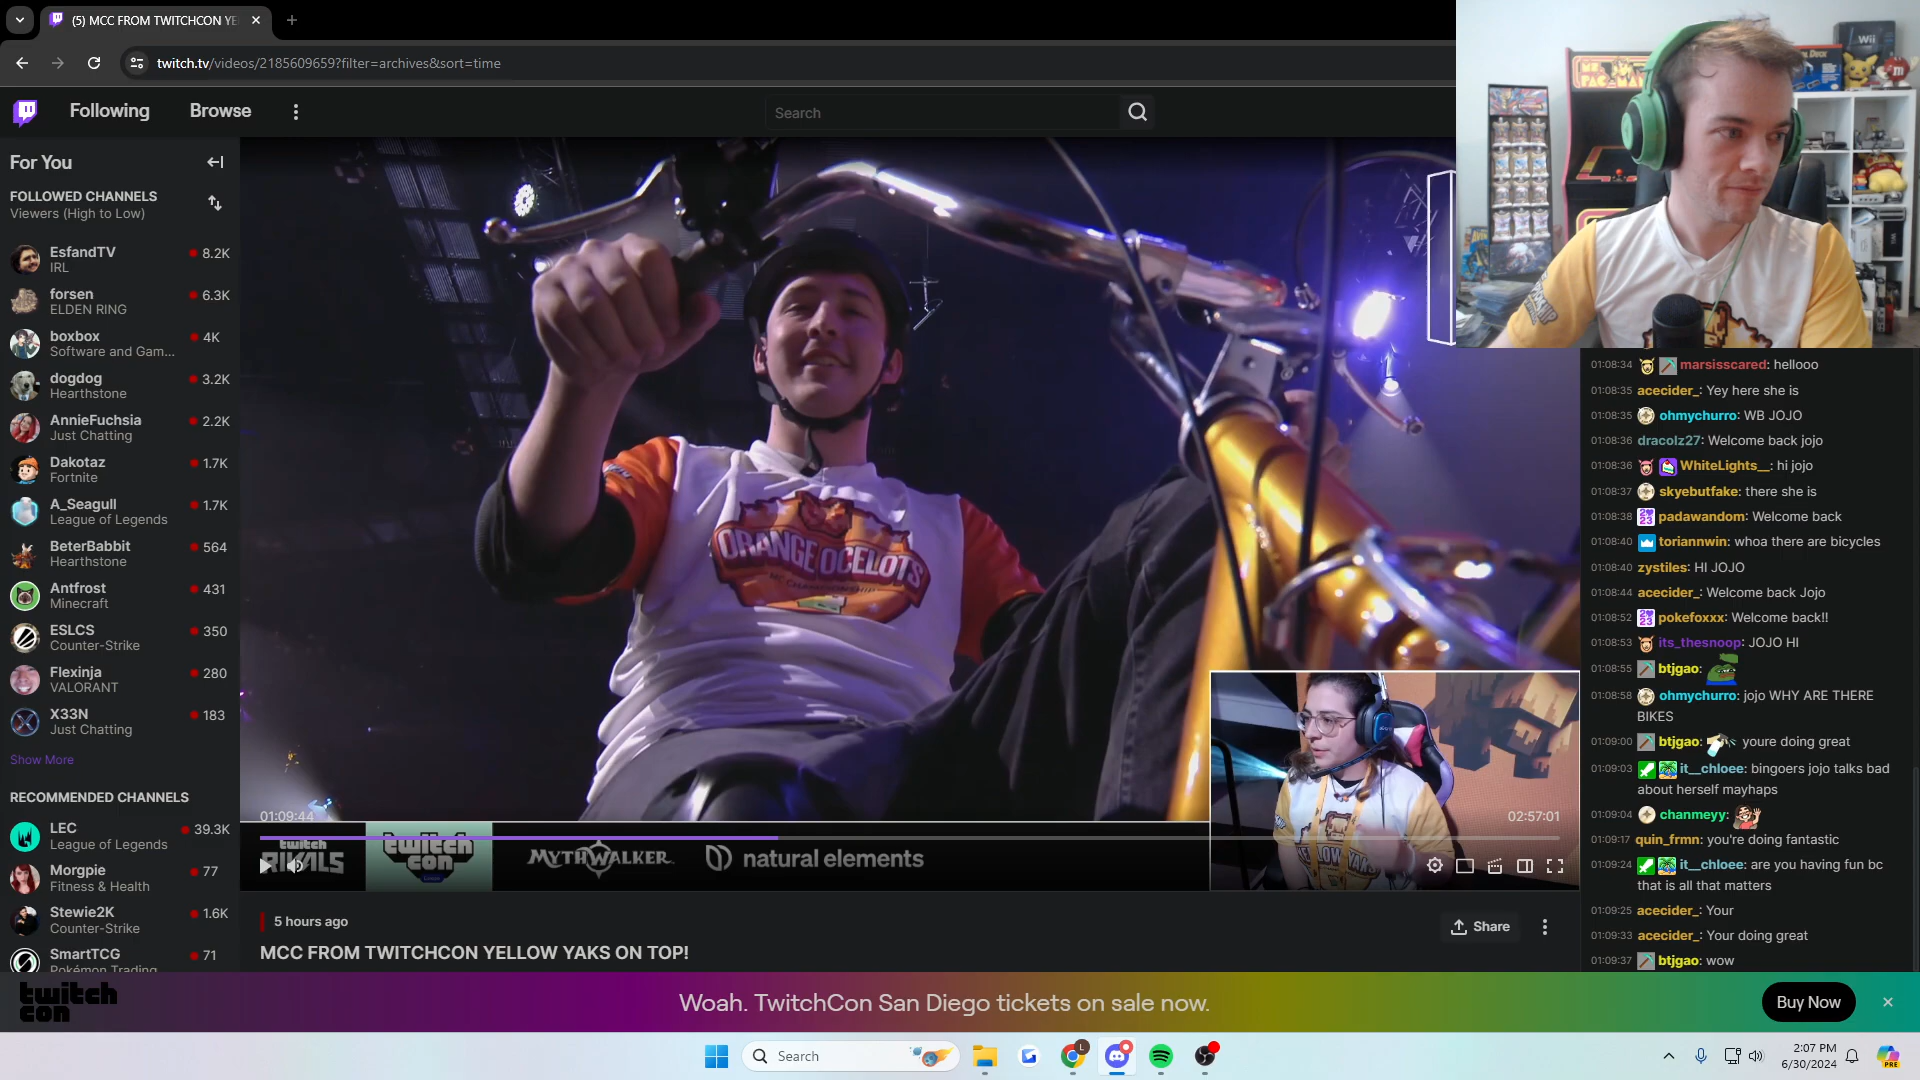 (5) MCC FROM TWITCHCON YE
twitch.tv/videos/2185609659?filter=archives&sort=time
Following
Browse
Search
For You
FOLLOWED CHANNELS
Viewers (High to Low)
EsfandTV
8.2K
IRL
forsen
6.3K
ELDEN RING
boxbox
4K
Software and Gam...
dogdog
3.2K
Hearthstone
AnnieFuchsia
2.2K
Just Chatting
Dakotaz
1.7K
Fortnite
A_Seagull
1.7K
League of Legends
BeterBabbit
564
Hearthstone
Antfrost
431
Minecraft
ESLCS
350
Counter-Strike
Flexinja
280
VALORANT
X33N
183
Just Chatting
Show More
RECOMMENDED CHANNELS
LEC
39.3K
League of Legends
Morgpie
77
Fitness & Health
Stewie2K
1.6K
Counter-Strike
SmartTCG
71
Pokémon Trading
ORANGE OCELOTS
MC CHAMPIONSHIP
YELLOW YAKS
01:09:44
02:57:01
twitch
RIVALS
twitch
con
MYTHWALKER
natural elements
5 hours ago
Share
MCC FROM TWITCHCON YELLOW YAKS ON TOP!
Wii
01:08:34 marsisscared: hellooo
01:08:35 acecider_: Yey here she is
01:08:35 ohmychurro: WB JOJO
01:08:36 dracolz27: Welcome back jojo
01:08:36 WhiteLights__: hi jojo
01:08:37 skyebutfake: there she is
01:08:38 padawandom: Welcome back
01:08:40 toriannwin: whoa there are bicycles
01:08:40 zystiles: HI JOJO
01:08:44 acecider_: Welcome back Jojo
01:08:52 pokefoxxx: Welcome back!!
01:08:53 its_thesnoop: JOJO HI
01:08:55 btjgao:
01:08:58 ohmychurro: jojo WHY ARE THERE
BIKES
01:09:00 btjgao: youre doing great
01:09:03 it__chloee: bingoers jojo talks bad
about herself mayhaps
01:09:04 chanmeyy:
01:09:17 quin_frmn: you're doing fantastic
01:09:24 it__chloee: are you having fun bc
that is all that matters
01:09:25 acecider_: Your
01:09:33 acecider_: Your doing great
01:09:37 btjgao: wow
twitch
con
Woah. TwitchCon San Diego tickets on sale now.
Buy Now
Search
2:07 PM
6/30/2024